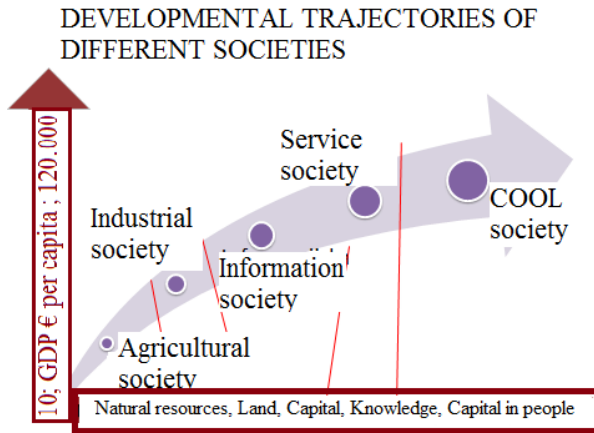 DEVELOPMENTAL TRAJECTORIES OF
DIFFERENT SOCIETIES
10; GDP € per capita ; 120.000
Service
society
COOL
society
Industrial
society
Information
society
Agricultural
society
Natural resources, Land, Capital, Knowledge, Capital in people